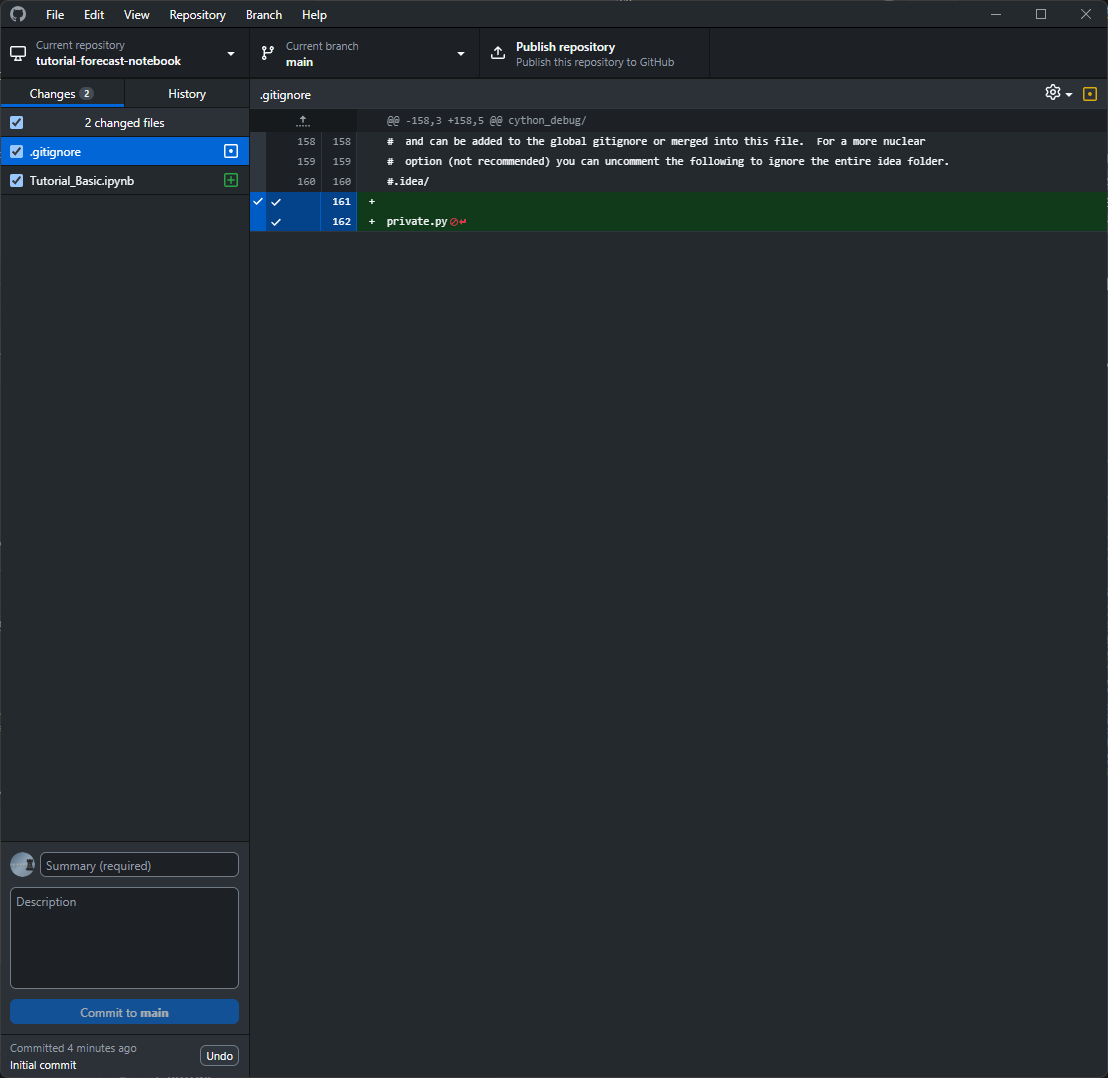 File Edit View Repository Branch Help
Current repository
tutorial-forecast-notebook
Current branch
main
Publish repository
Publish this repository to GitHub
Changes 2 History
2 changed files
.gitignore
Tutorial_Basic.ipynb
.gitignore
@@ -158,3 +158,5 @@ cython_debug/
158 158 #  and can be added to the global gitignore or merged into this file.  For a more nuclear
159 159 #  option (not recommended) you can uncomment the following to ignore the entire idea folder.
160 160 #.idea/
161 +
162 + private.py
Summary (required)
Description
Commit to main
Committed 4 minutes ago
Initial commit
Undo